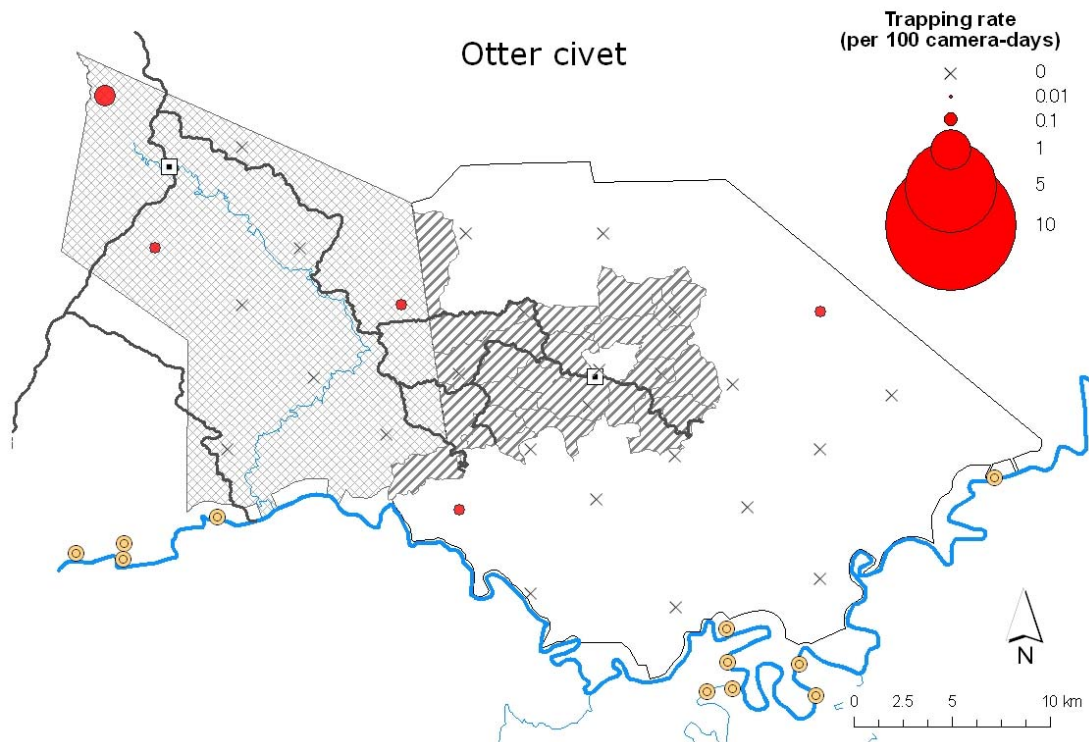 Otter civet
Trapping rate
(per 100 camera-days)
0
0.01
0.1
1
5
10
N
0 2.5 5 10 km